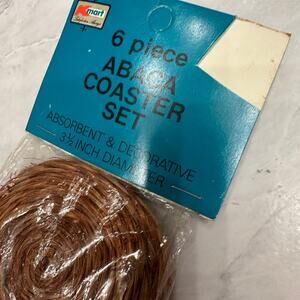 Kmart
6 piece
ABACA
COASTER
SET
ABSORBENT & DECORATIVE
3½ INCH DIAMETER